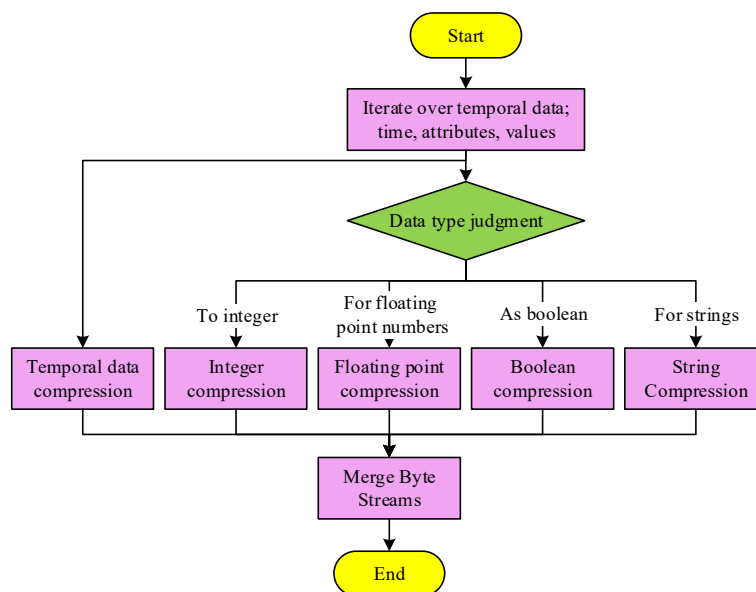 Start
Iterate over temporal data;
time, attributes, values
Data type judgment
To integer
For floating
point numbers
As boolean
For strings
Temporal data
compression
Integer
compression
Floating point
compression
Boolean
compression
String
Compression
Merge Byte
Streams
End